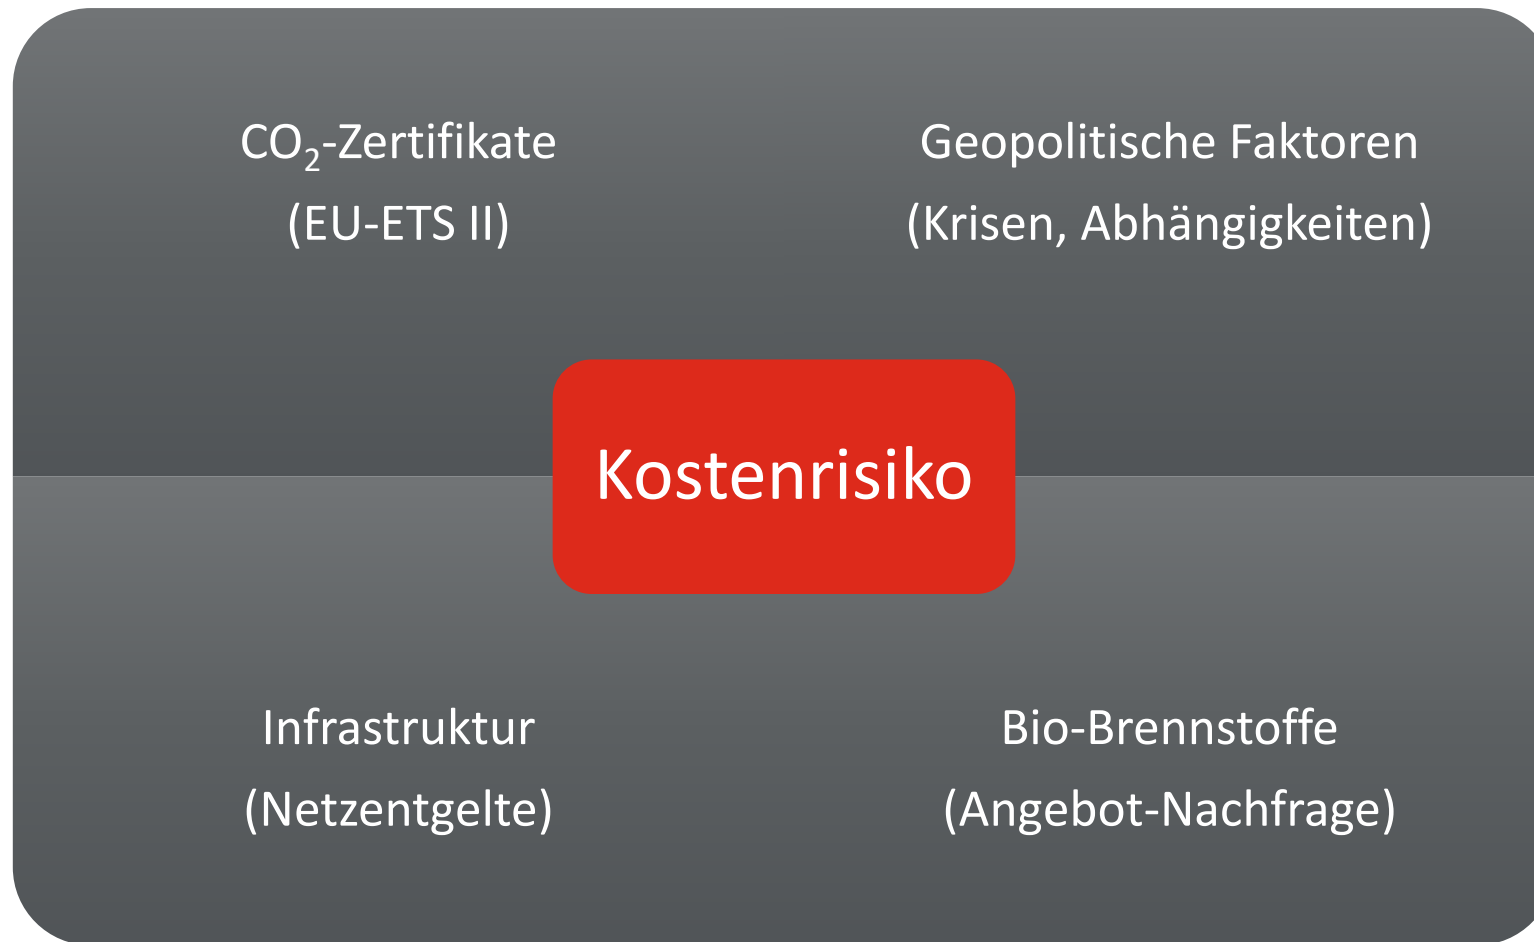 CO₂-Zertifikate
(EU-ETS II)
Geopolitische Faktoren
(Krisen, Abhängigkeiten)
Kostenrisiko
Infrastruktur
(Netzentgelte)
Bio-Brennstoffe
(Angebot-Nachfrage)